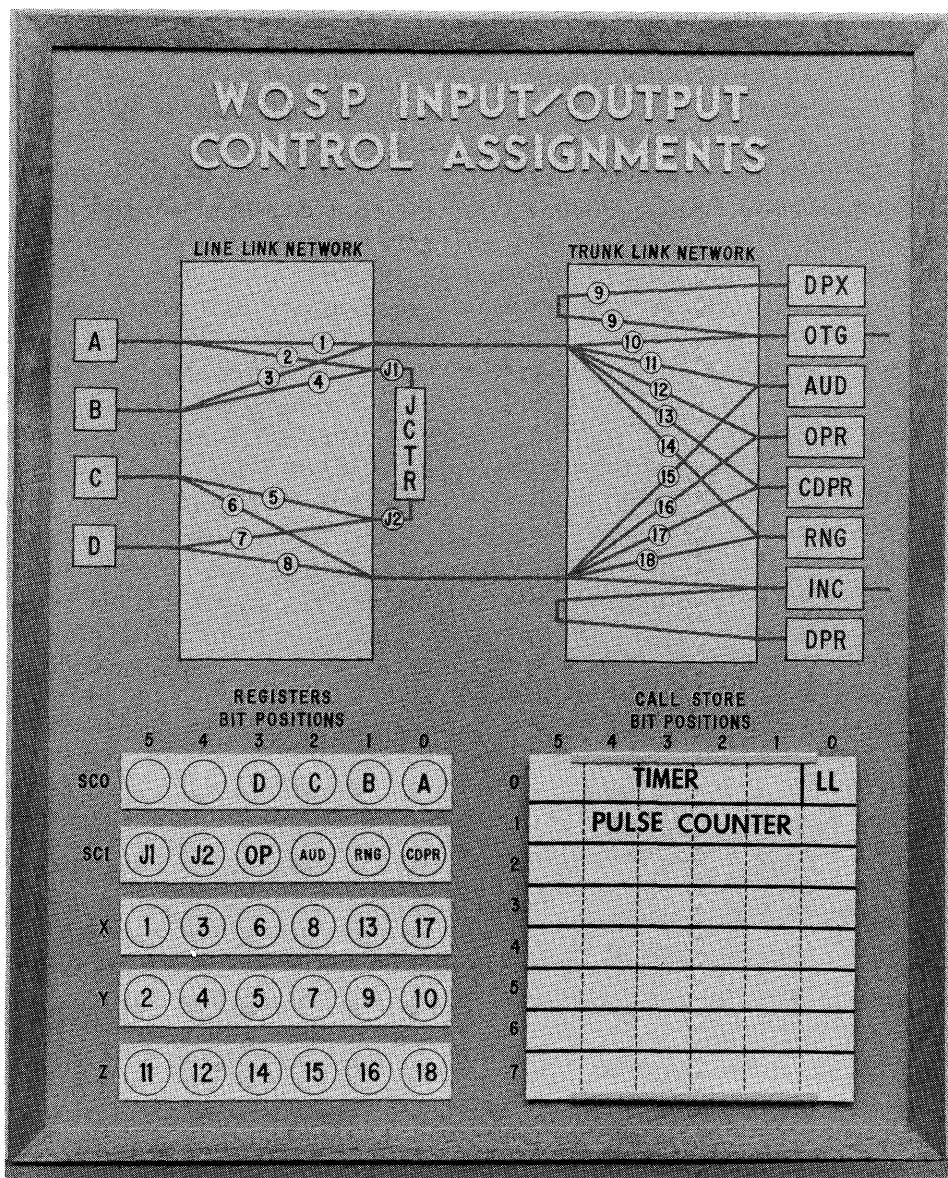 WOSP INPUT/OUTPUT
CONTROL ASSIGNMENTS
LINE LINK NETWORK
TRUNK LINK NETWORK
A
B
C
D
1
2
3
4
5
6
7
8
J1
JCTR
J2
9
9
10
11
12
13
14
15
16
17
18
DPX
OTG
AUD
OPR
CDPR
RNG
INC
DPR
REGISTERS
BIT POSITIONS
5 4 3 2 1 0
SC0 D C B A
SC1 J1 J2 OP AUD RNG CDPR
X 1 3 6 8 13 17
Y 2 4 5 7 9 10
Z 11 12 14 15 16 18
CALL STORE
BIT POSITIONS
5 4 3 2 1 0
0 TIMER LL
1 PULSE COUNTER
2
3
4
5
6
7